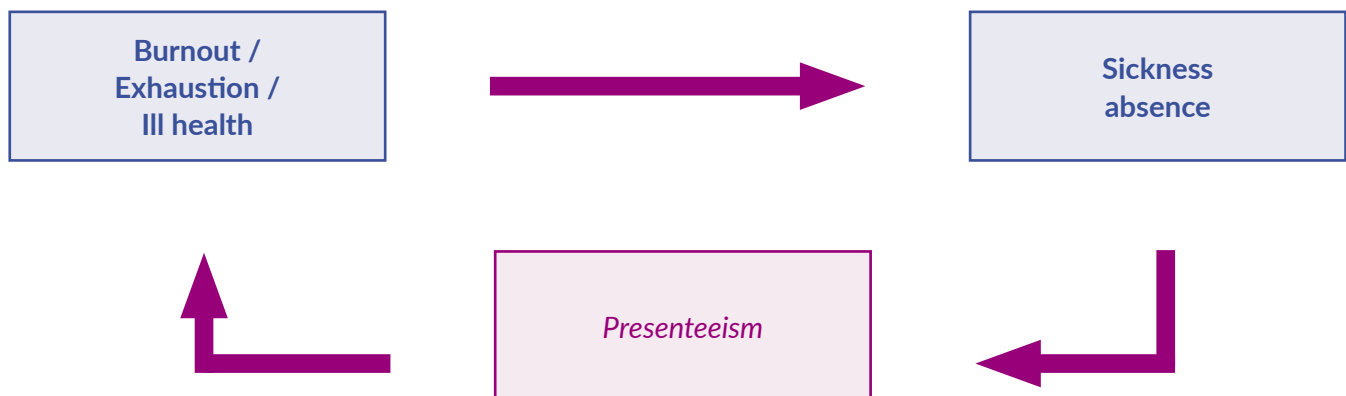 Burnout /
Exhaustion /
Ill health
Sickness
absence
Presenteeism